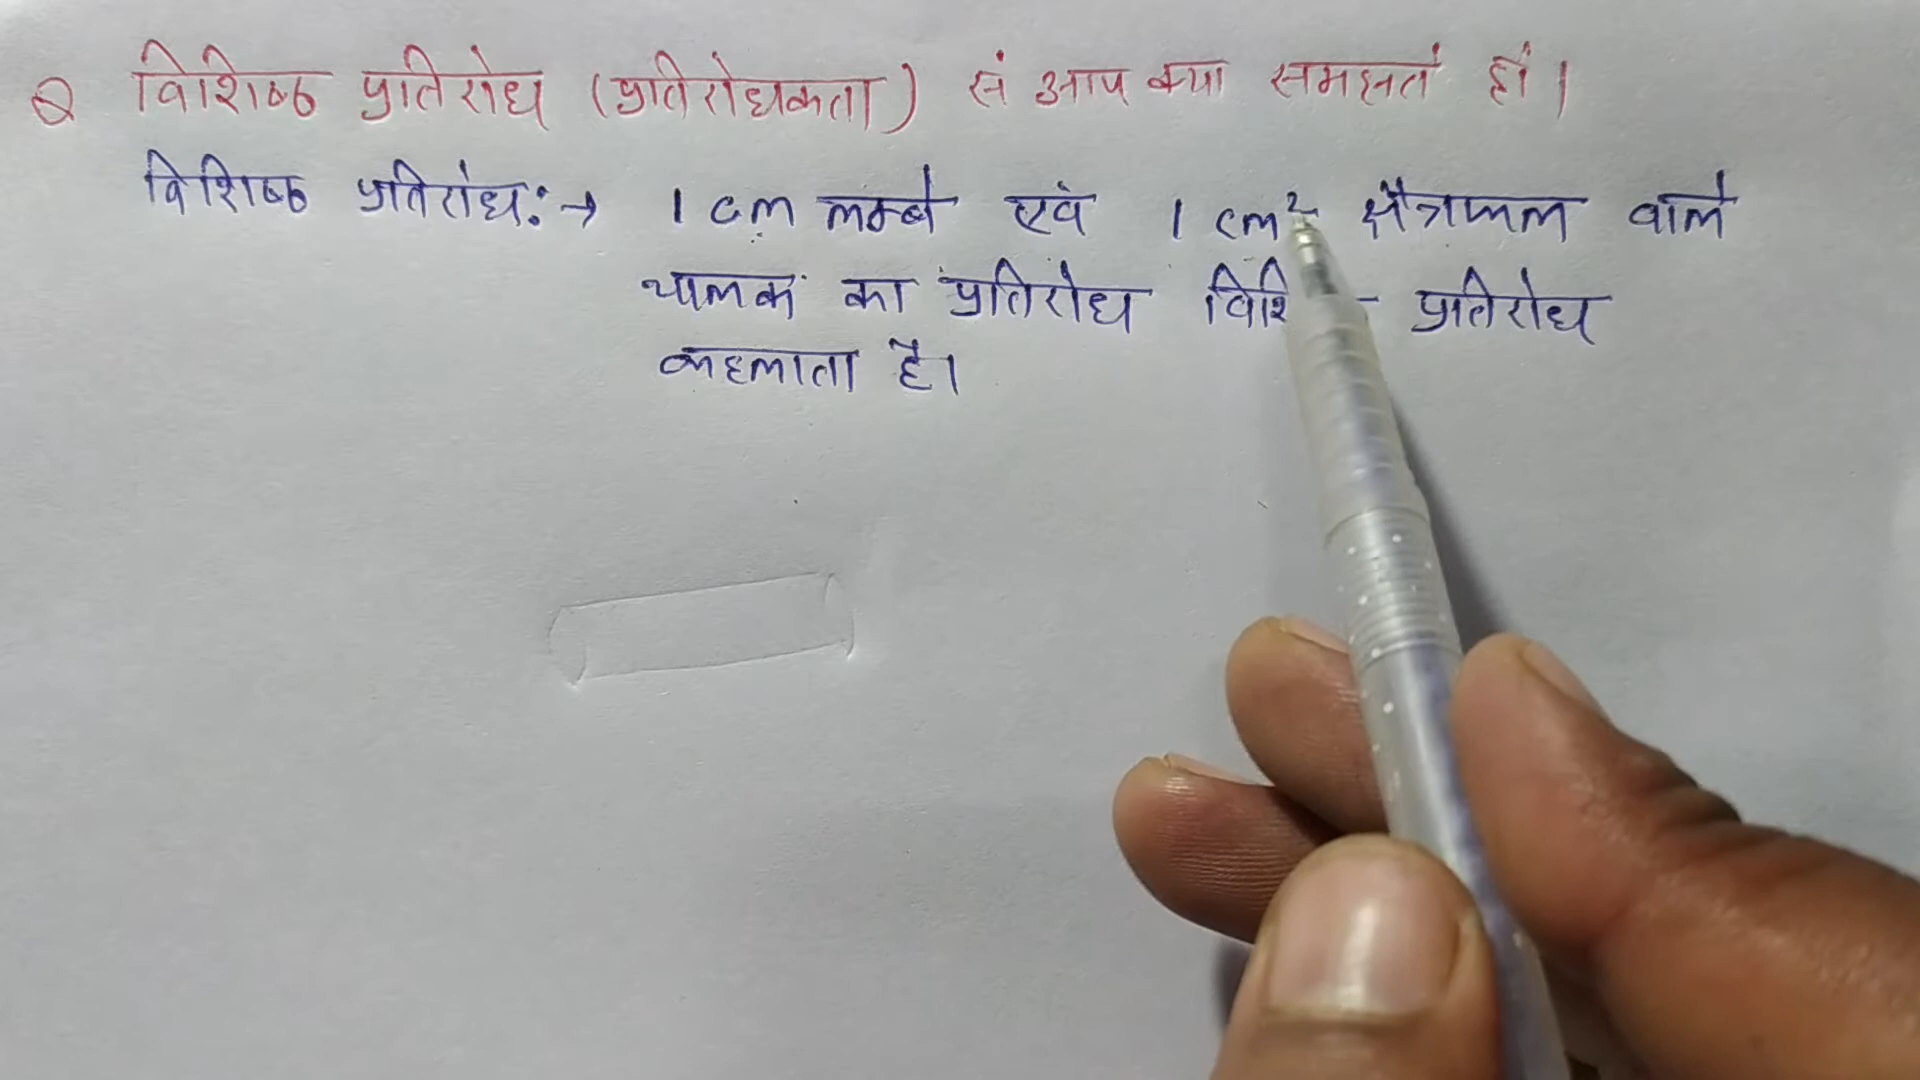 Q विशिष्ठ प्रतिरोध (प्रतिरोधकता) सं आप क्या समझतं हों।
विशिष्ठ प्रतिरोध:→ 1 cm लम्बे एवं 1 cm² क्षेत्रफल वाले
चालक का प्रतिरोध प्रतिरोध
कहलाता है।